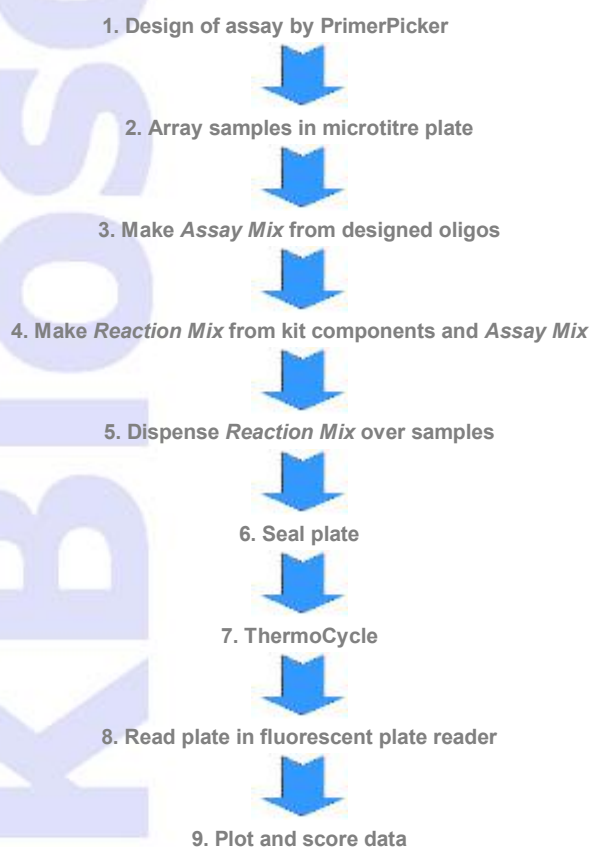 1. Design of assay by PrimerPicker
2. Array samples in microtitre plate
3. Make Assay Mix from designed oligos
4. Make Reaction Mix from kit components and Assay Mix
5. Dispense Reaction Mix over samples
6. Seal plate
7. ThermoCycle
8. Read plate in fluorescent plate reader
9. Plot and score data
KBIOSC